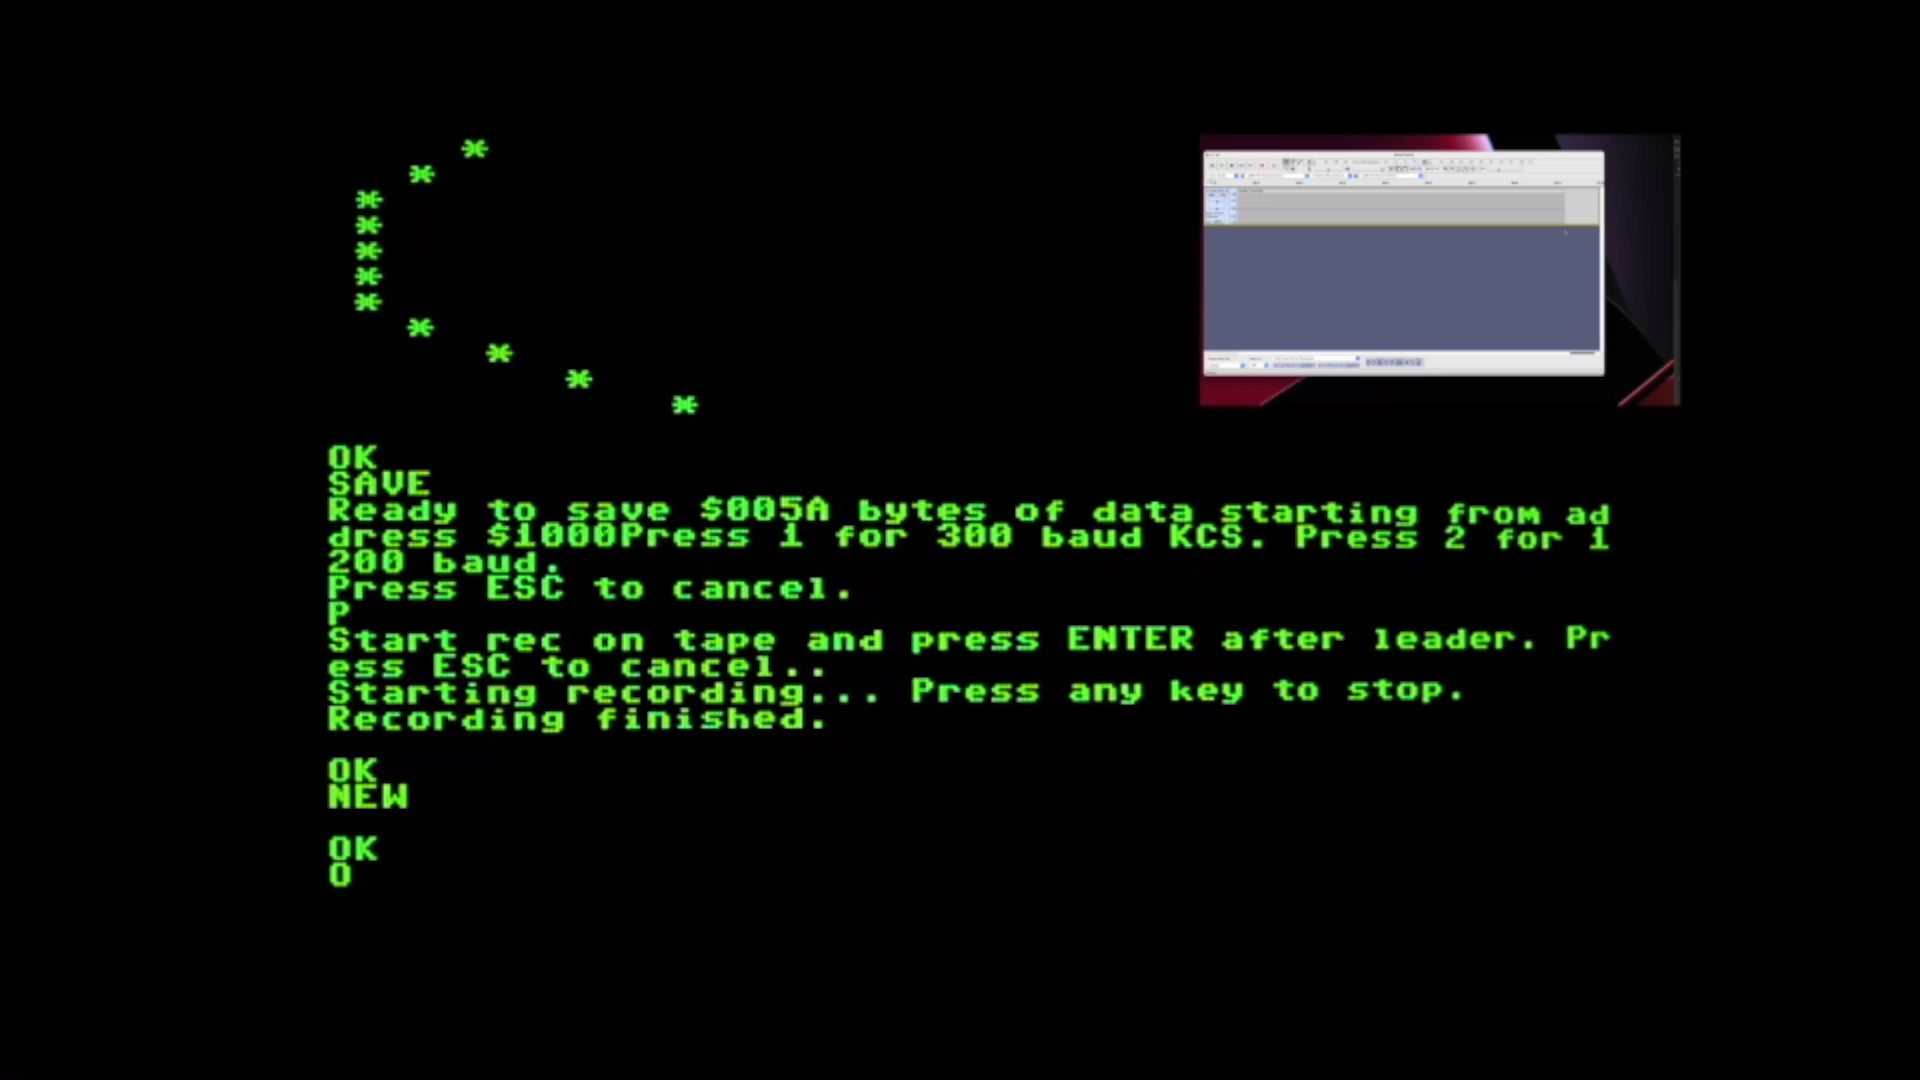 *
*
*
*
*
*
*
*
*
*
*
OK
SAVE
Ready to save $005A bytes of data starting from ad
dress $1000Press 1 for 300 baud KCS. Press 2 for 1
200 baud.
Press ESC to cancel.
P
Start rec on tape and press ENTER after leader. Pr
ess ESC to cancel..
Starting recording... Press any key to stop.
Recording finished.
OK
NEW
OK
O